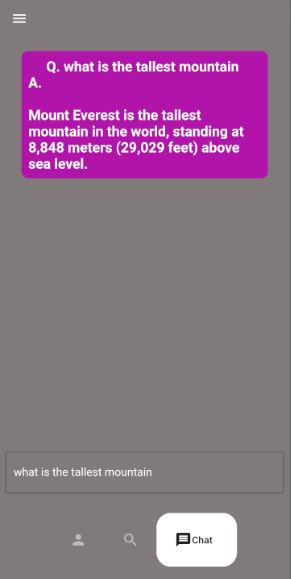 Q. what is the tallest mountain
A.
Mount Everest is the tallest
mountain in the world, standing at
8,848 meters (29,029 feet) above
sea level.
what is the tallest mountain
Chat